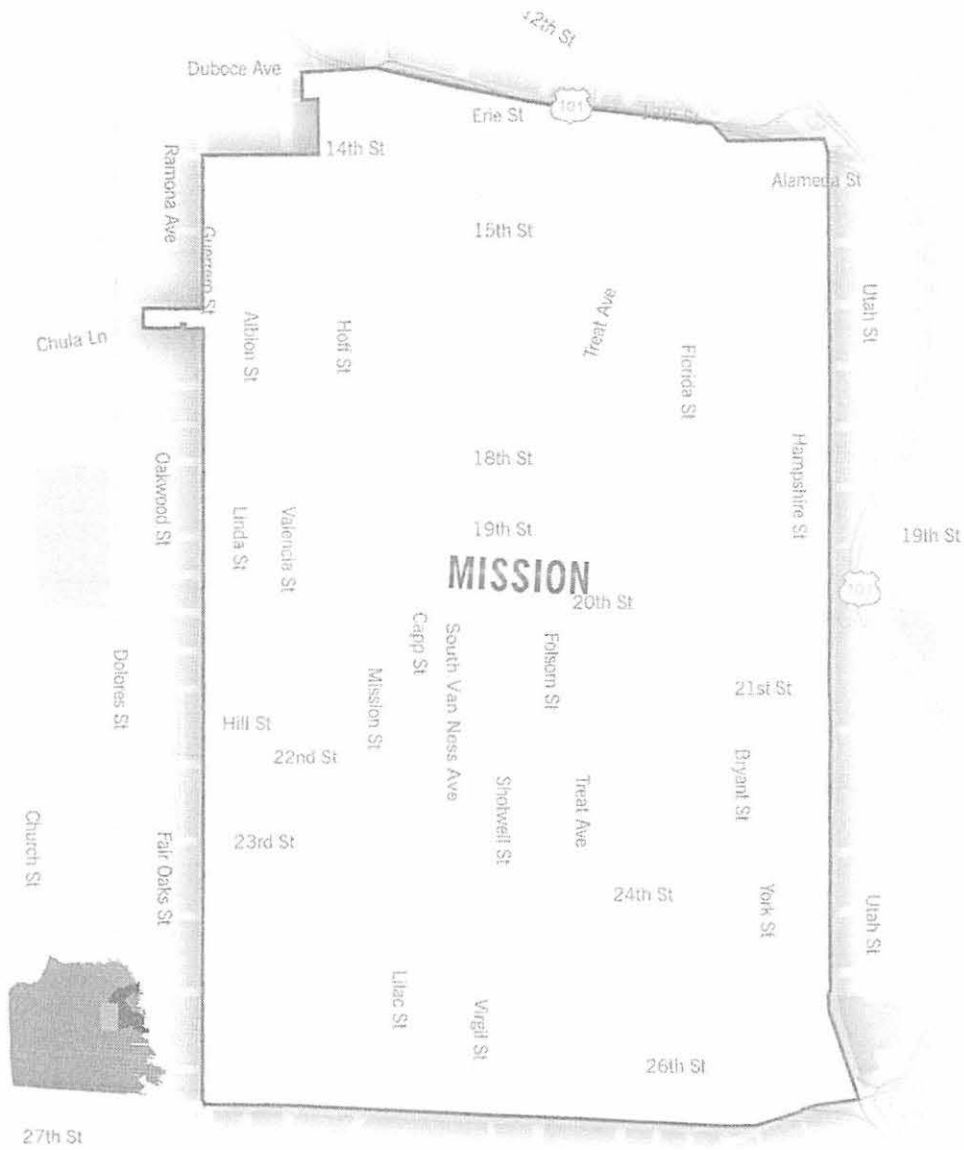 12th St
Duboce Ave
101
Erie St
14th St
Ramona Ave
Alameda St
Guerrero St
15th St
Utah St
Chula Ln
Albion St
Hoff St
Treat Ave
Florida St
18th St
Hampshire St
Oakwood St
Linda St
Valencia St
19th St
19th St
MISSION
101
20th St
Dolores St
Capp St
South Van Ness Ave
Folsom St
Mission St
21st St
Hill St
22nd St
Bryant St
Shotwell St
Treat Ave
Church St
23rd St
Fair Oaks St
24th St
York St
Utah St
Lilac St
Virgil St
26th St
27th St